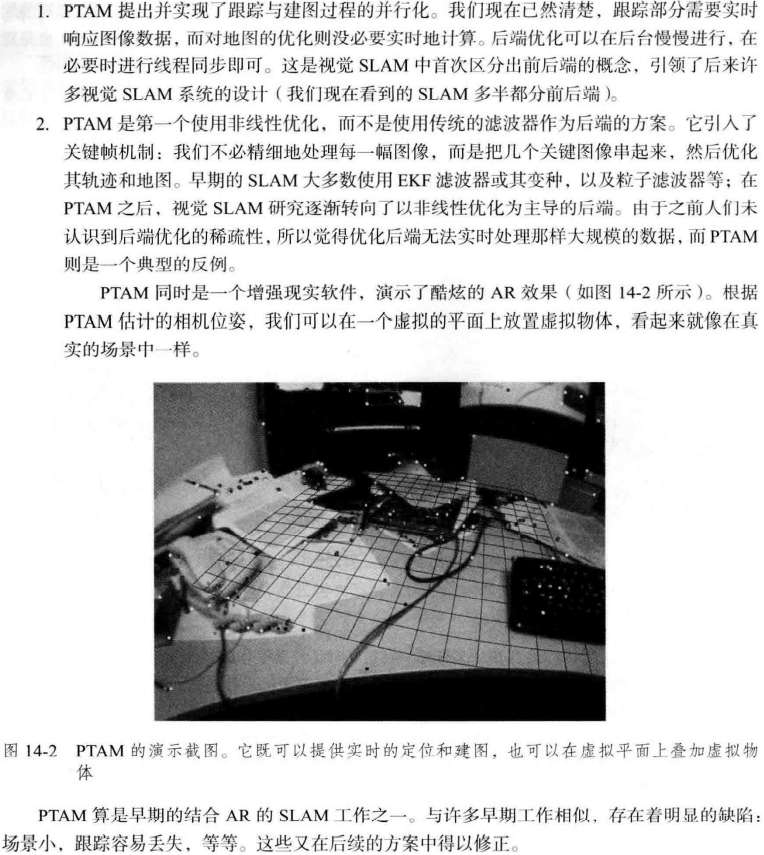 1. PTAM 提出并实现了跟踪与建图过程的并行化。我们现在已然清楚，跟踪部分需要实时
响应图像数据，而对地图的优化则没必要实时地计算。后端优化可以在后台慢慢进行，在
必要时进行线程同步即可。这是视觉 SLAM 中首次区分出前后端的概念，引领了后来许
多视觉 SLAM 系统的设计（我们现在看到的 SLAM 多半都分前后端）。
2. PTAM 是第一个使用非线性优化，而不是使用传统的滤波器作为后端的方案。它引入了
关键帧机制：我们不必精细地处理每一幅图像，而是把几个关键图像串起来，然后优化
其轨迹和地图。早期的 SLAM 大多数使用 EKF 滤波器或其变种，以及粒子滤波器等；在
PTAM 之后，视觉 SLAM 研究逐渐转向了以非线性优化为主导的后端。由于之前人们未
认识到后端优化的稀疏性，所以觉得优化后端无法实时处理那样大规模的数据，而 PTAM
则是一个典型的反例。
PTAM 同时是一个增强现实软件，演示了酷炫的 AR 效果（如图 14-2 所示）。根据
PTAM 估计的相机位姿，我们可以在一个虚拟的平面上放置虚拟物体，看起来就像在真
实的场景中一样。
图 14-2 PTAM 的演示截图。它既可以提供实时的定位和建图，也可以在虚拟平面上叠加虚拟物
体
PTAM 算是早期的结合 AR 的 SLAM 工作之一。与许多早期工作相似，存在着明显的缺陷：
场景小，跟踪容易丢失，等等。这些又在后续的方案中得以修正。